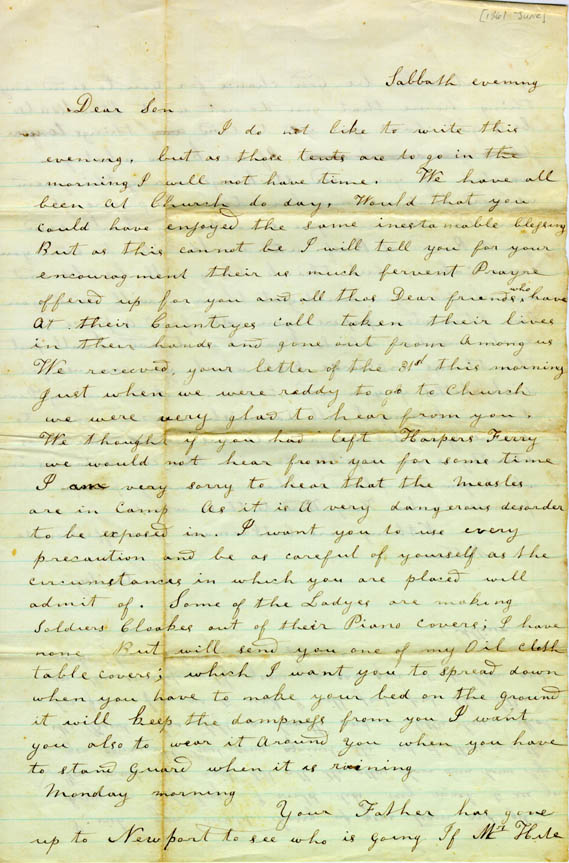 [1861 June]
Sabbath evening
Dear Son
I do not like to write this
evening, but as those tents are to go in the
morning I will not have time. We have all
been at Church do day, Would that you
could have enjoyed the same inestamable blessing
But as this cannot be I will tell you for your
encouragment their is much fervent Prayre
offered up for you and all thos Dear friends who have
At their Countryes call taken their lives
in their hands and gone out from Among us
We received your letter of the 31st this morning
Just when we were reddy to go to Church
we were very glad to hear from you.
We thought if you had left Harpers Ferry
we would not hear from you for some time
I am very sorry to hear that the measles
are in Camp As it is A very dangerous desorder
to be exposed in. I want you to use every
precaution and be as careful of yourself as the
circumstances in which you are placed will
admit of. Some of the Ladyes are making
Soldiers Cloakes out of their Piano covers; I have
none But will send you one of my Oil cloth
table covers; which I want you to spread down
when you have to make your bed on the ground
it will keep the dampness from you I want
you also to wear it Around you when you have
to stand guard when it is raining
Monday morning
Your Father has gone
up to Newport to see who is going If Mr Hite